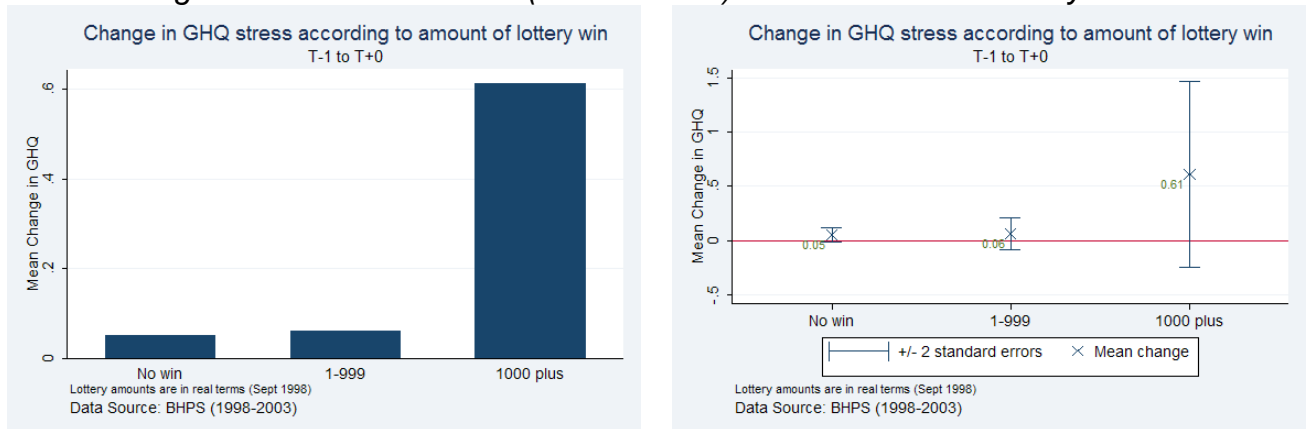 Change in GHQ stress according to amount of lottery win
T-1 to T+0
Mean Change in GHQ
.6
.4
.2
0
No win 1-999 1000 plus
Lottery amounts are in real terms (Sept 1998)
Data Source: BHPS (1998-2003)
Change in GHQ stress according to amount of lottery win
T-1 to T+0
Mean Change in GHQ
1.5
1
.5
0
-.5
0.05
0.06
0.61
No win 1-999 1000 plus
+/- 2 standard errors Mean change
Lottery amounts are in real terms (Sept 1998)
Data Source: BHPS (1998-2003)